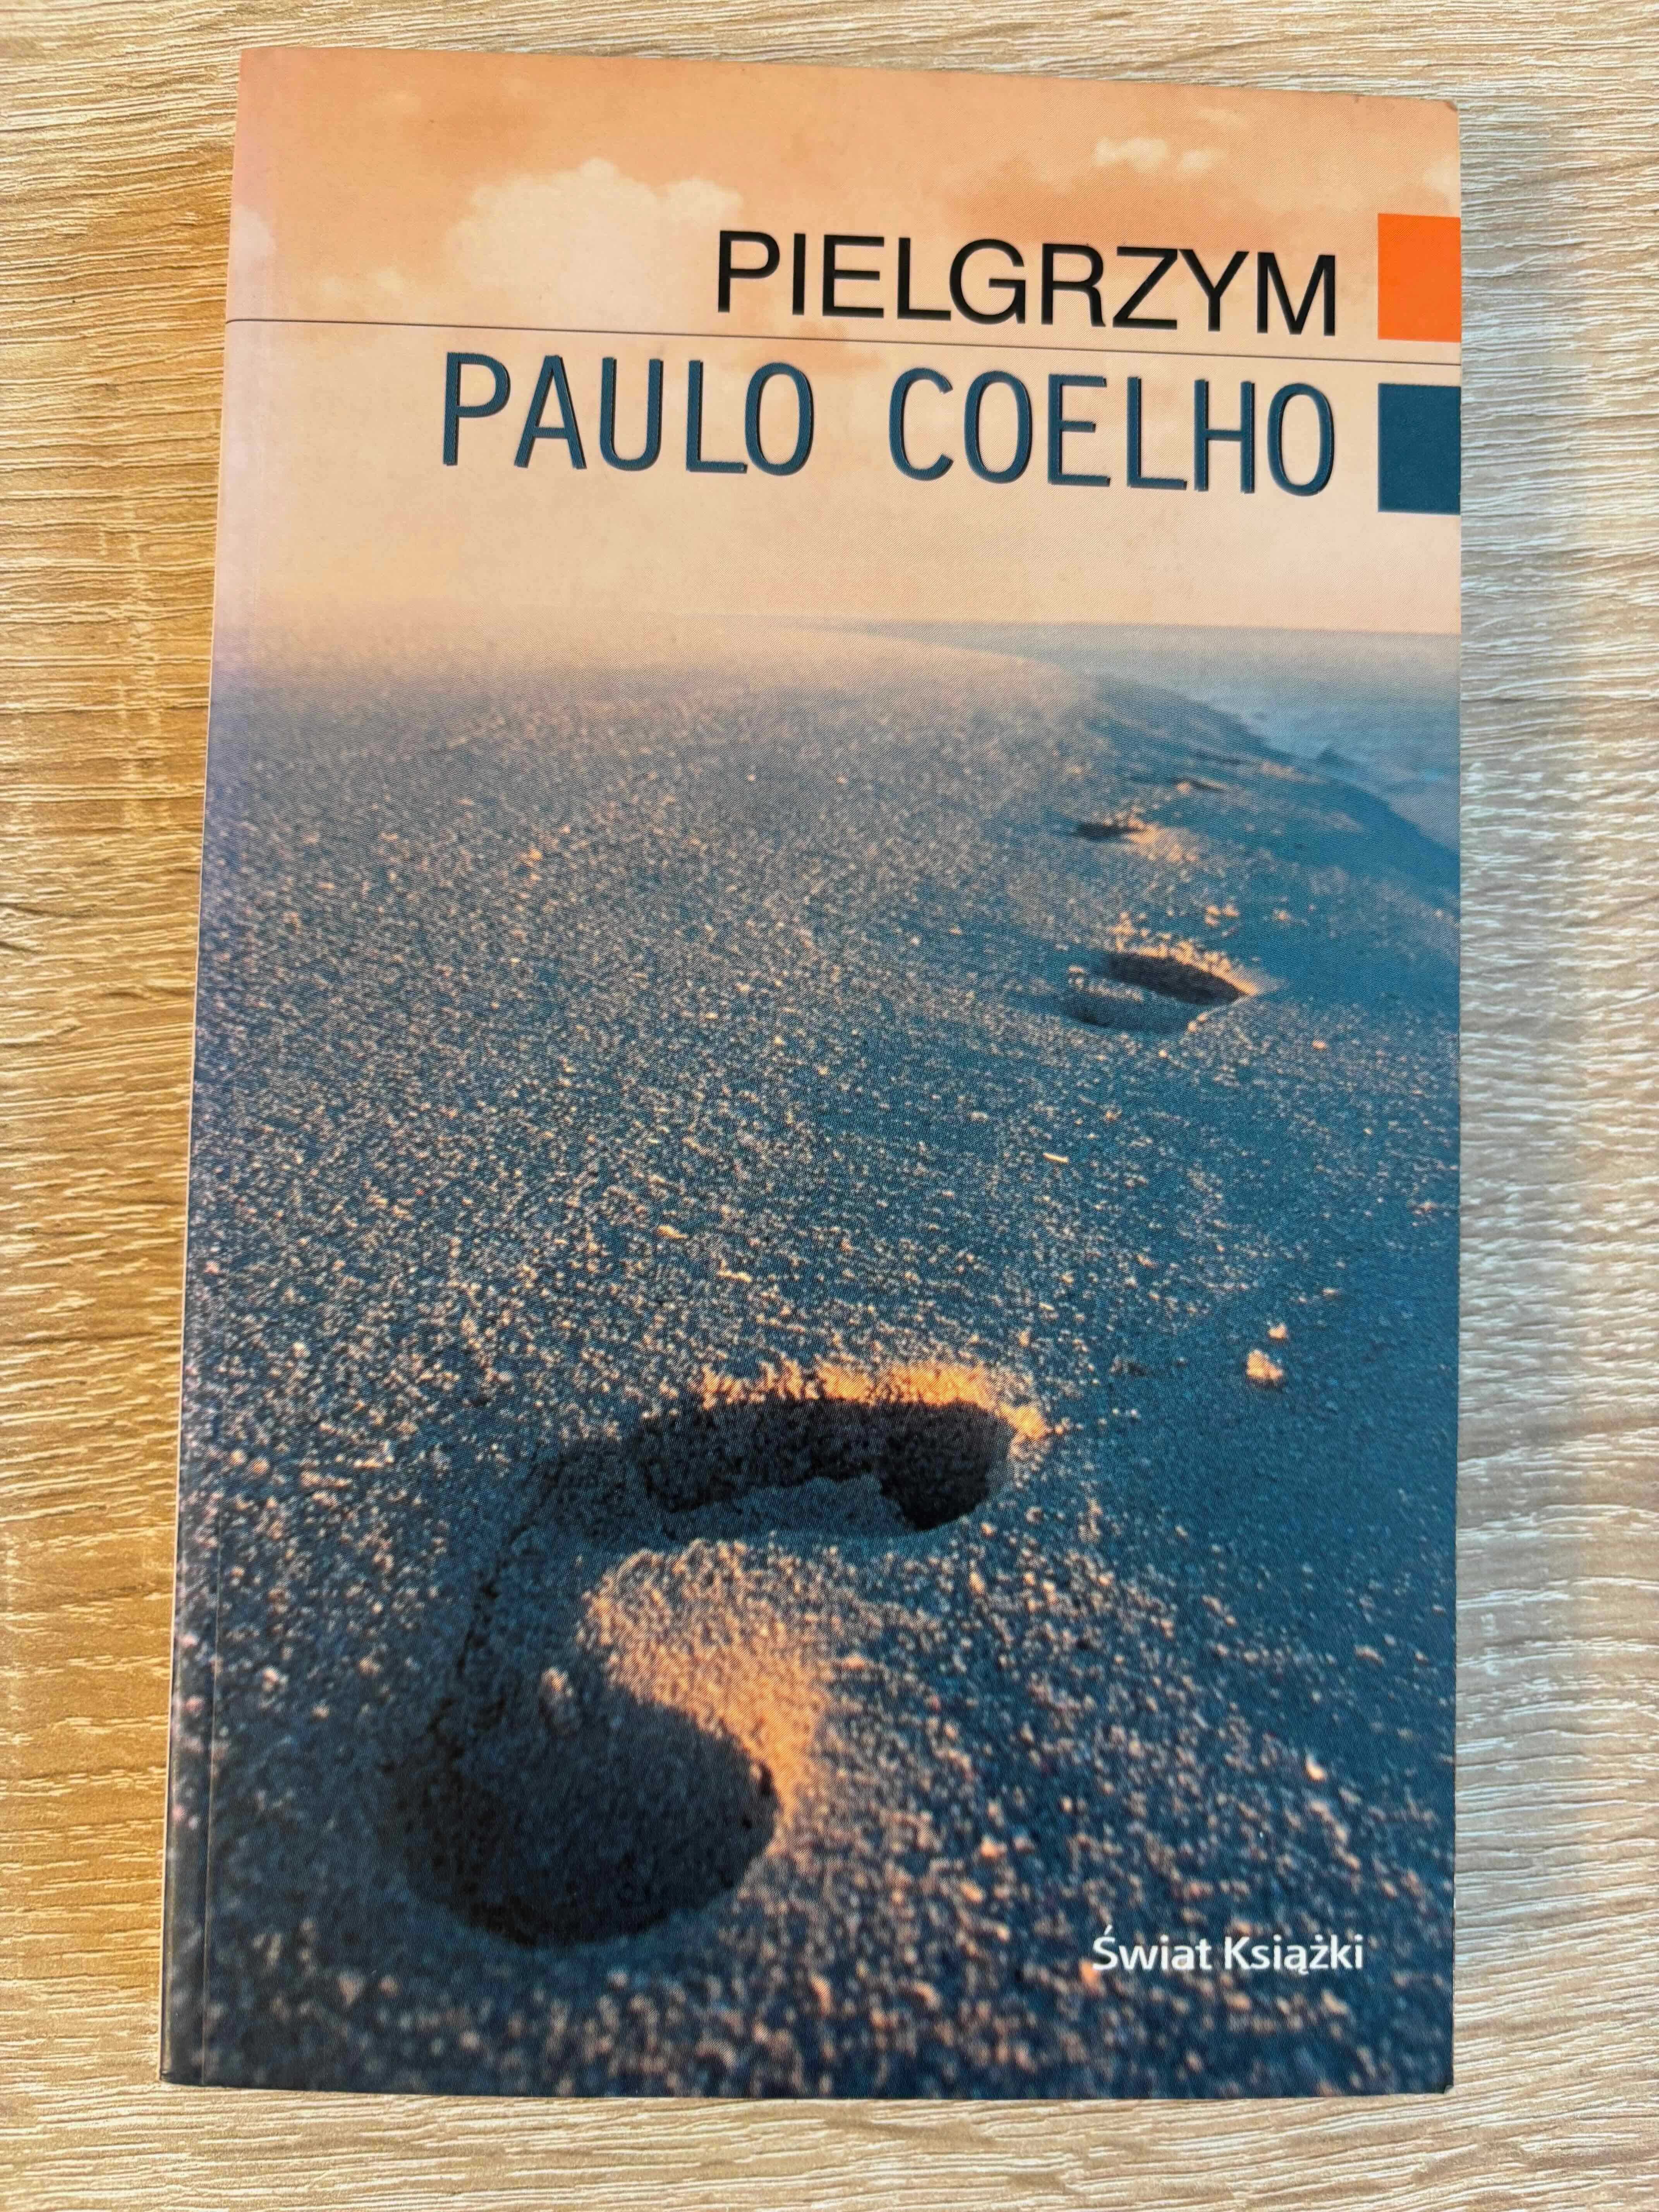 PIELGRZYM
PAULO COELHO
Świat Książki